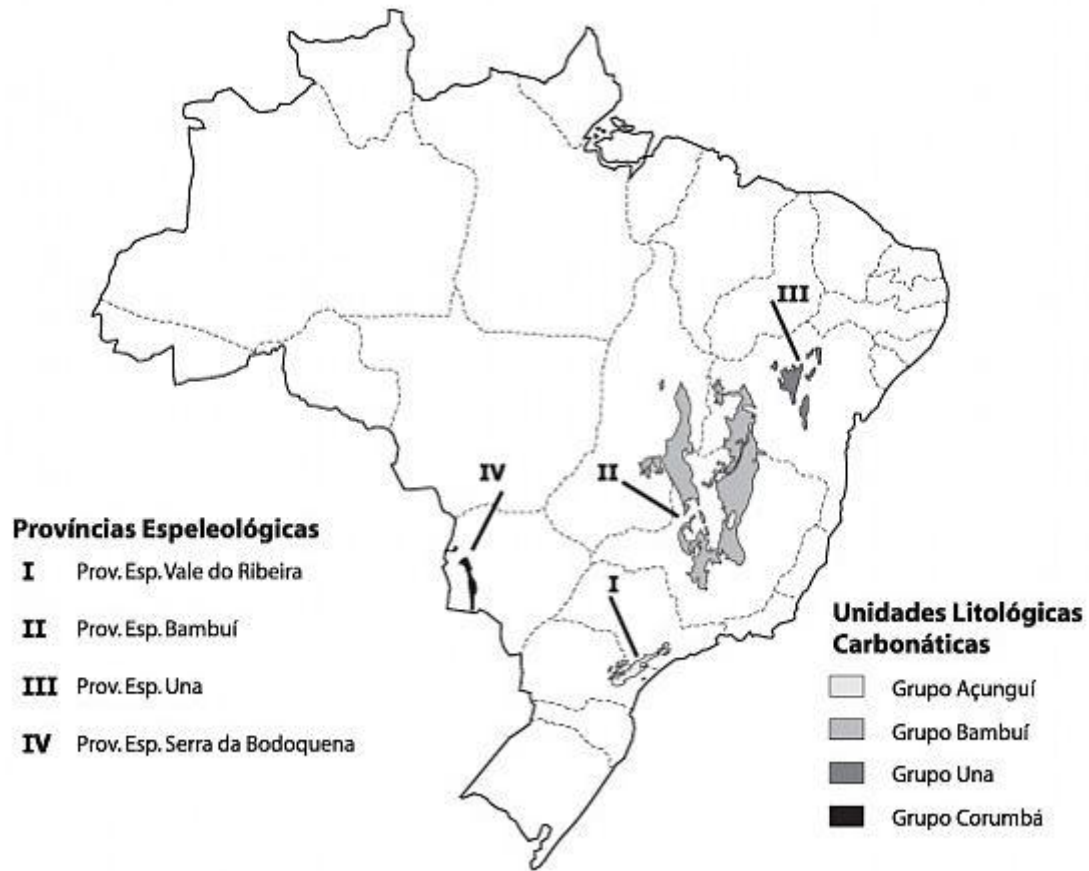 III
IV
II
Províncias Espeleológicas
I Prov. Esp. Vale do Ribeira
II Prov. Esp. Bambuí
III Prov. Esp. Una
IV Prov. Esp. Serra da Bodoquena
I
Unidades Litológicas
Carbonáticas
Grupo Açunguí
Grupo Bambuí
Grupo Una
Grupo Corumbá